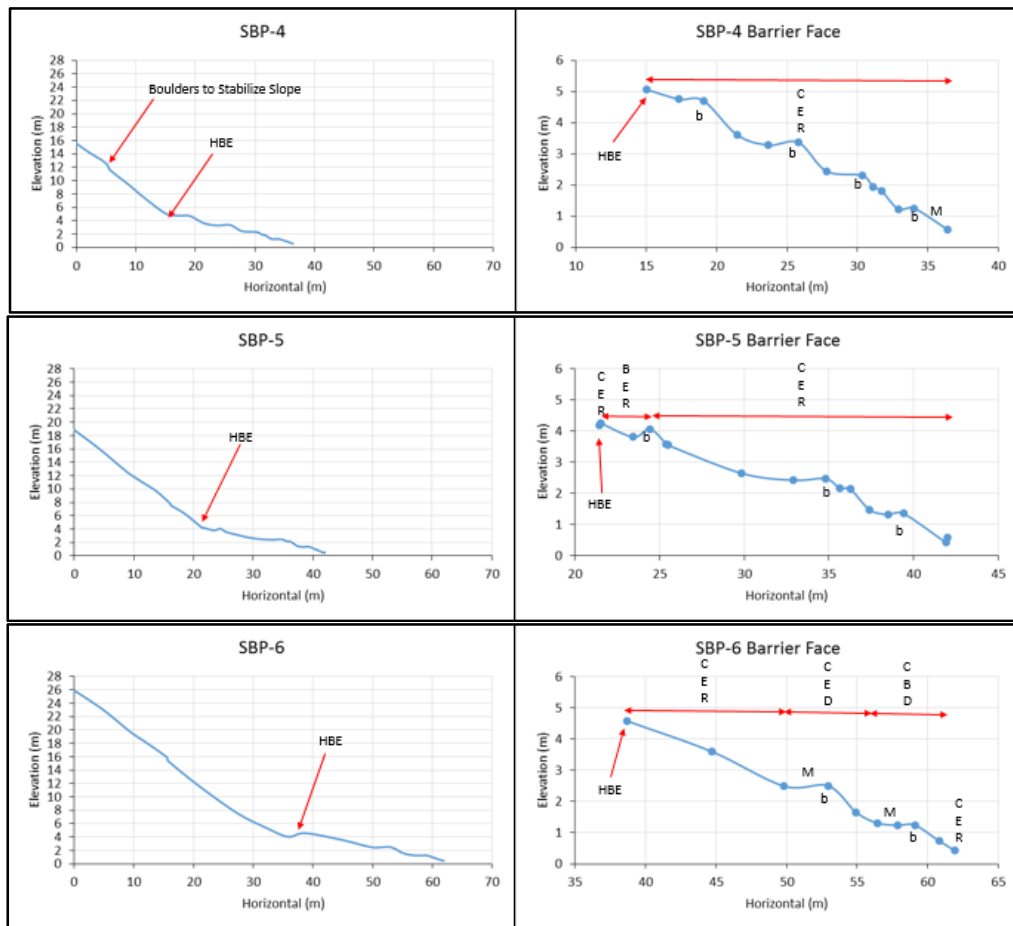 SBP-4
28
26
24
22
20
18
16
14
12
10
8
6
4
2
0
Elevation (m)
Boulders to Stabilize Slope
HBE
0 10 20 30 40 50 60 70
Horizontal (m)
SBP-4 Barrier Face
6
5
4
3
2
1
0
Elevation (m)
HBE
b
C
E
R
b
b
b
M
10 15 20 25 30 35 40
Horizontal (m)
SBP-5
28
26
24
22
20
18
16
14
12
10
8
6
4
2
0
Elevation (m)
HBE
0 10 20 30 40 50 60 70
Horizontal (m)
SBP-5 Barrier Face
6
5
4
3
2
1
0
Elevation (m)
C
E
R
B
E
R
C
E
R
HBE
b
b
b
20 25 30 35 40 45
Horizontal (m)
SBP-6
28
26
24
22
20
18
16
14
12
10
8
6
4
2
0
Elevation (m)
HBE
0 10 20 30 40 50 60 70
Horizontal (m)
SBP-6 Barrier Face
6
5
4
3
2
1
0
Elevation (m)
C
E
R
C
E
D
C
B
D
HBE
M
b
M
b
C
E
R
35 40 45 50 55 60 65
Horizontal (m)